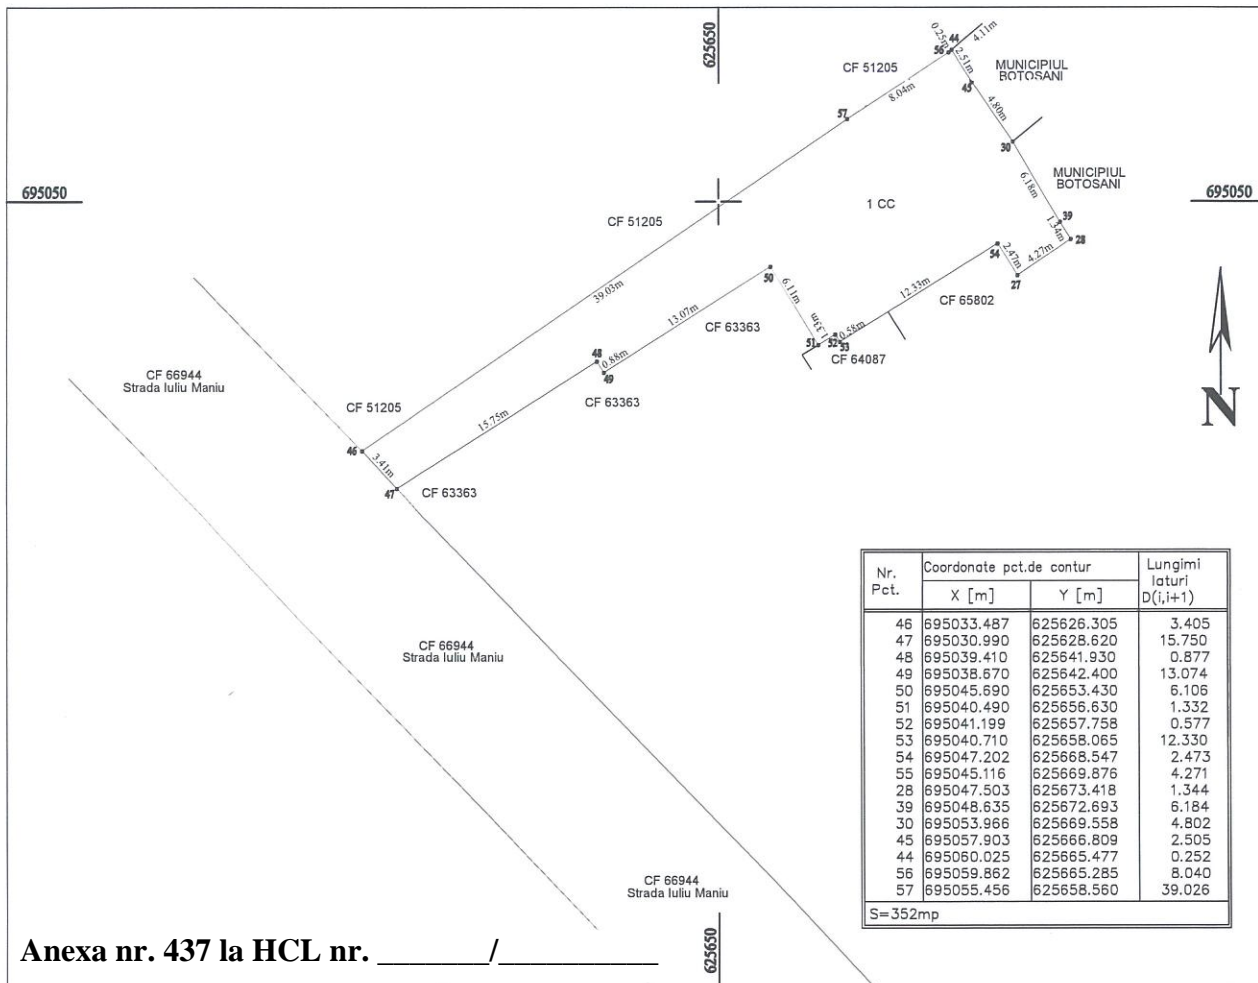 625650
0.25m
44
4.11m
56
2.51m
CF 51205
MUNICIPIUL
BOTOSANI
45
8.04m
4.80m
57
30
MUNICIPIUL
BOTOSANI
6.18m
695050
695050
1 CC
39
CF 51205
1.34m
28
54
2.47m
4.27m
50
27
39.03m
6.11m
12.33m
CF 65802
13.07m
CF 63363
1.33m
0.58m
51
52
53
CF 64087
48
0.88m
49
CF 66944
Strada Iuliu Maniu
CF 63363
CF 51205
15.75m
46
3.41m
47
CF 63363
N
Nr.
Pct.
Coordonate pct.de contur
Lungimi
laturi
D(i,i+1)
X [m] Y [m]
46 695033.487 625626.305 3.405
47 695030.990 625628.620 15.750
48 695039.410 625641.930 0.877
49 695038.670 625642.400 13.074
50 695045.690 625653.430 6.106
51 695040.490 625656.630 1.332
52 695041.199 625657.758 0.577
53 695040.710 625658.065 12.330
54 695047.202 625668.547 2.473
55 695045.116 625669.876 4.271
28 695047.503 625673.418 1.344
39 695048.635 625672.693 6.184
30 695053.966 625669.558 4.802
45 695057.903 625666.809 2.505
44 695060.025 625665.477 0.252
56 695059.862 625665.285 8.040
57 695055.456 625658.560 39.026
S=352mp
CF 66944
Strada Iuliu Maniu
CF 66944
Strada Iuliu Maniu
625650
Anexa nr. 437 la HCL nr. _______/__________